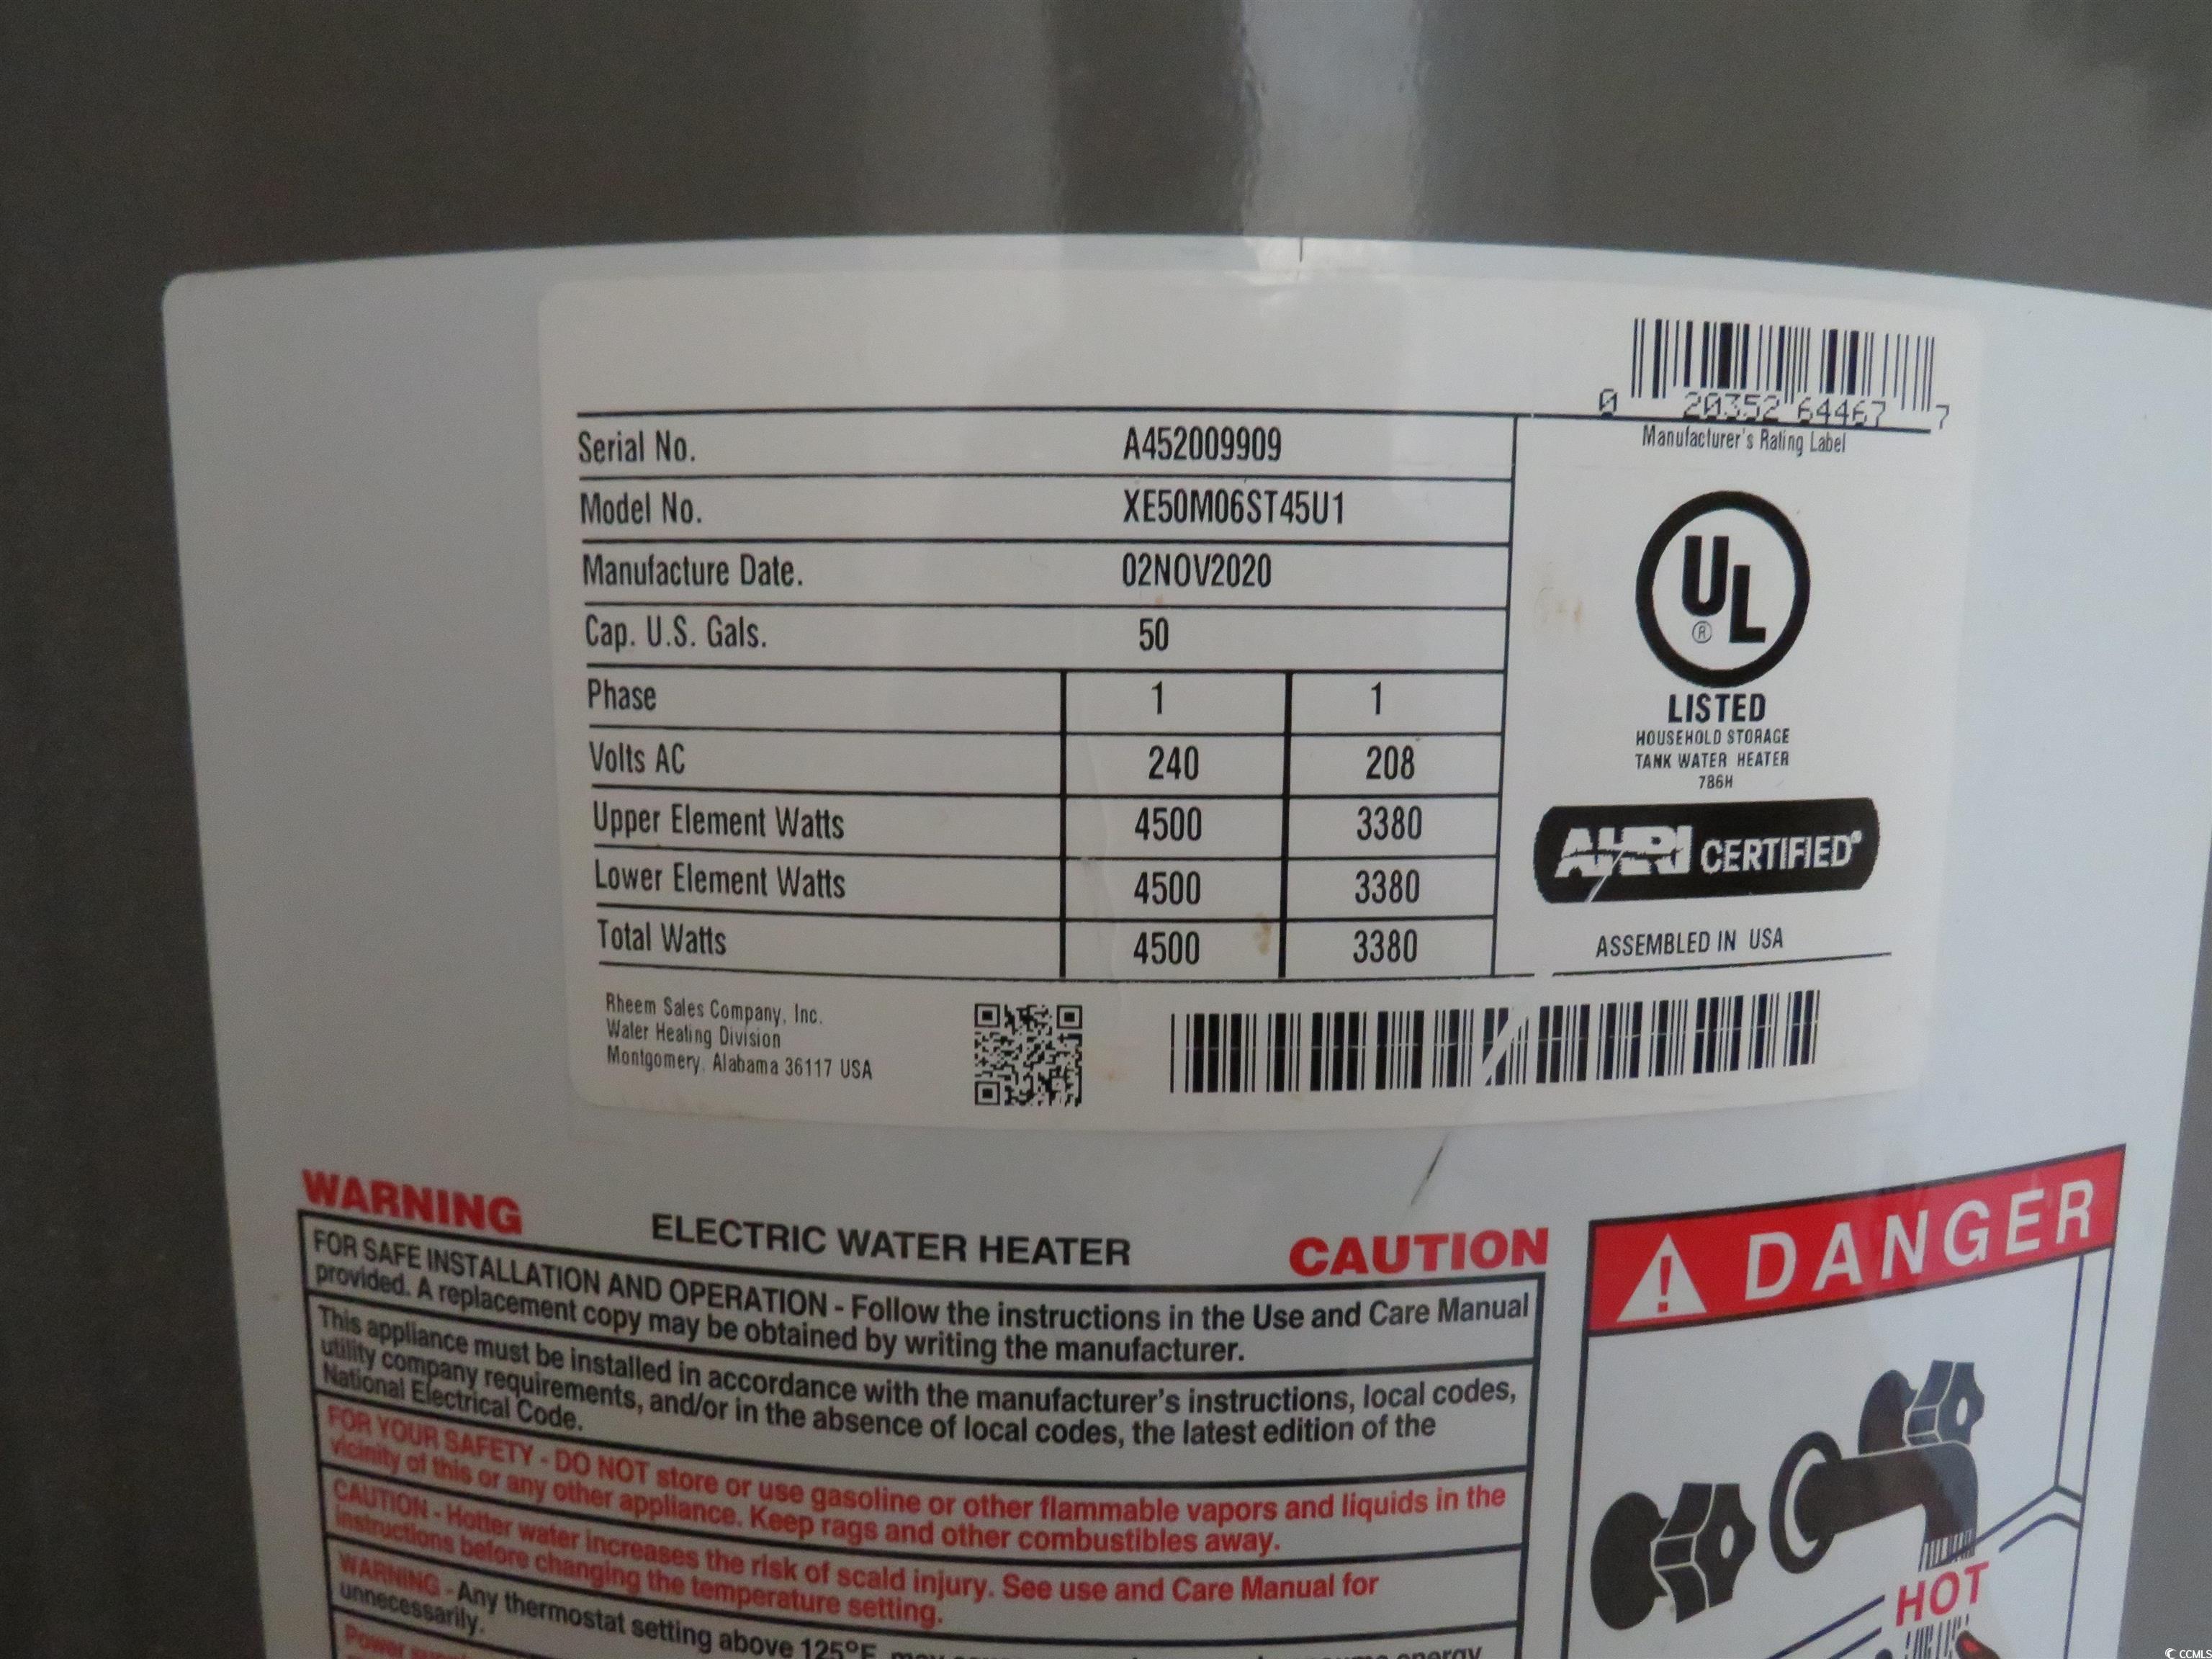 0 20352 64467 7
Manufacturer's Rating Label
Serial No. A452009909
Model No. XE50M06ST45U1
Manufacture Date. 02NOV2020
Cap. U.S. Gals. 50
Phase 1 1
Volts AC 240 208
Upper Element Watts 4500 3380
Lower Element Watts 4500 3380
Total Watts 4500 3380
UL
®
LISTED
HOUSEHOLD STORAGE
TANK WATER HEATER
786H
AHRI CERTIFIED®
ASSEMBLED IN USA
Rheem Sales Company, Inc.
Water Heating Division
Montgomery, Alabama 36117 USA
WARNING
ELECTRIC WATER HEATER
CAUTION
FOR SAFE INSTALLATION AND OPERATION - Follow the instructions in the Use and Care Manual
provided. A replacement copy may be obtained by writing the manufacturer.
This appliance must be installed in accordance with the manufacturer's instructions, local codes,
utility company requirements, and/or in the absence of local codes, the latest edition of the
National Electrical Code.
FOR YOUR SAFETY - DO NOT store or use gasoline or other flammable vapors and liquids in the
vicinity of this or any other appliance. Keep rags and other combustibles away.
CAUTION - Hotter water increases the risk of scald injury. See use and Care Manual for
instructions before changing the temperature setting.
WARNING - Any thermostat setting above 125°F may energy
unnecessarily.
Power
DANGER
HOT
CCMLS